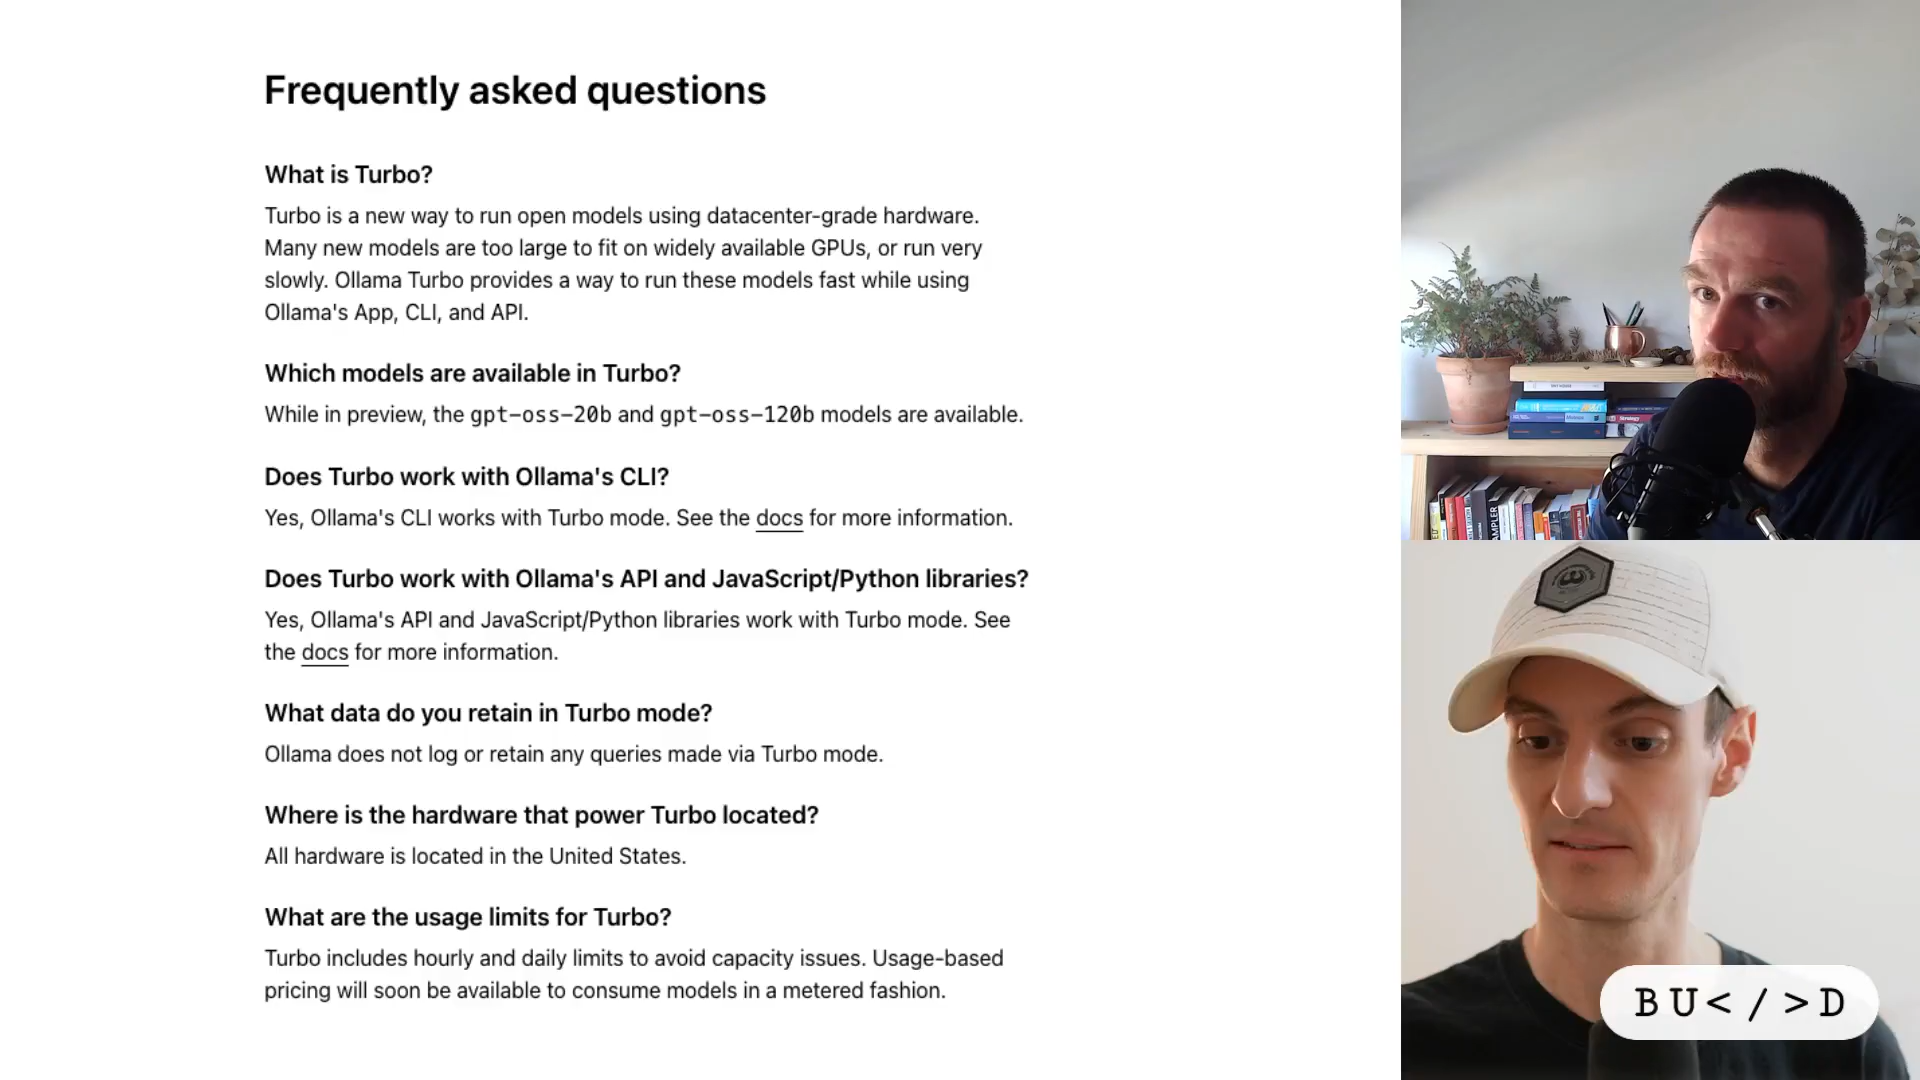 Frequently asked questions
What is Turbo?
Turbo is a new way to run open models using datacenter-grade hardware.
Many new models are too large to fit on widely available GPUs, or run very
slowly. Ollama Turbo provides a way to run these models fast while using
Ollama's App, CLI, and API.
Which models are available in Turbo?
While in preview, the gpt-oss-20b and gpt-oss-120b models are available.
Does Turbo work with Ollama's CLI?
Yes, Ollama's CLI works with Turbo mode. See the docs for more information.
Does Turbo work with Ollama's API and JavaScript/Python libraries?
Yes, Ollama's API and JavaScript/Python libraries work with Turbo mode. See
the docs for more information.
What data do you retain in Turbo mode?
Ollama does not log or retain any queries made via Turbo mode.
Where is the hardware that power Turbo located?
All hardware is located in the United States.
What are the usage limits for Turbo?
Turbo includes hourly and daily limits to avoid capacity issues. Usage-based
pricing will soon be available to consume models in a metered fashion.
Strategy
BU</>D